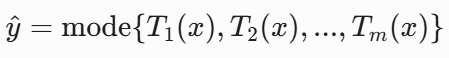 ŷ = mode{T₁(x), T₂(x), ..., Tₘ(x)}